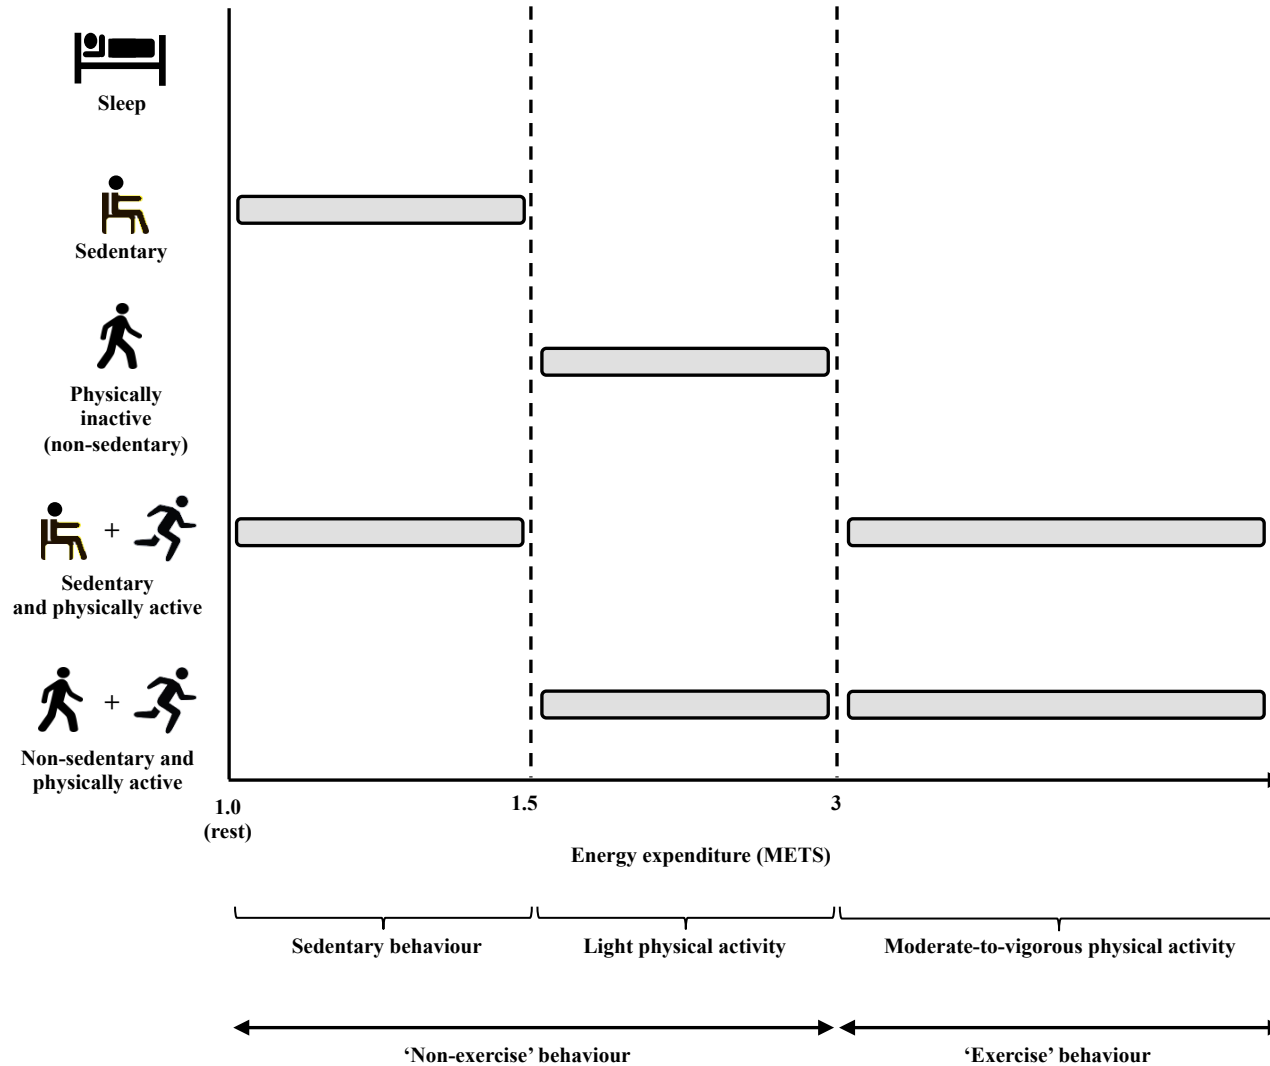 Sleep
Sedentary
Physically
inactive
(non-sedentary)
+
Sedentary
and physically active
+
Non-sedentary and
physically active
1.0
(rest)
1.5
3
Energy expenditure (METS)
Sedentary behaviour
Light physical activity
Moderate-to-vigorous physical activity
‘Non-exercise’ behaviour
‘Exercise’ behaviour